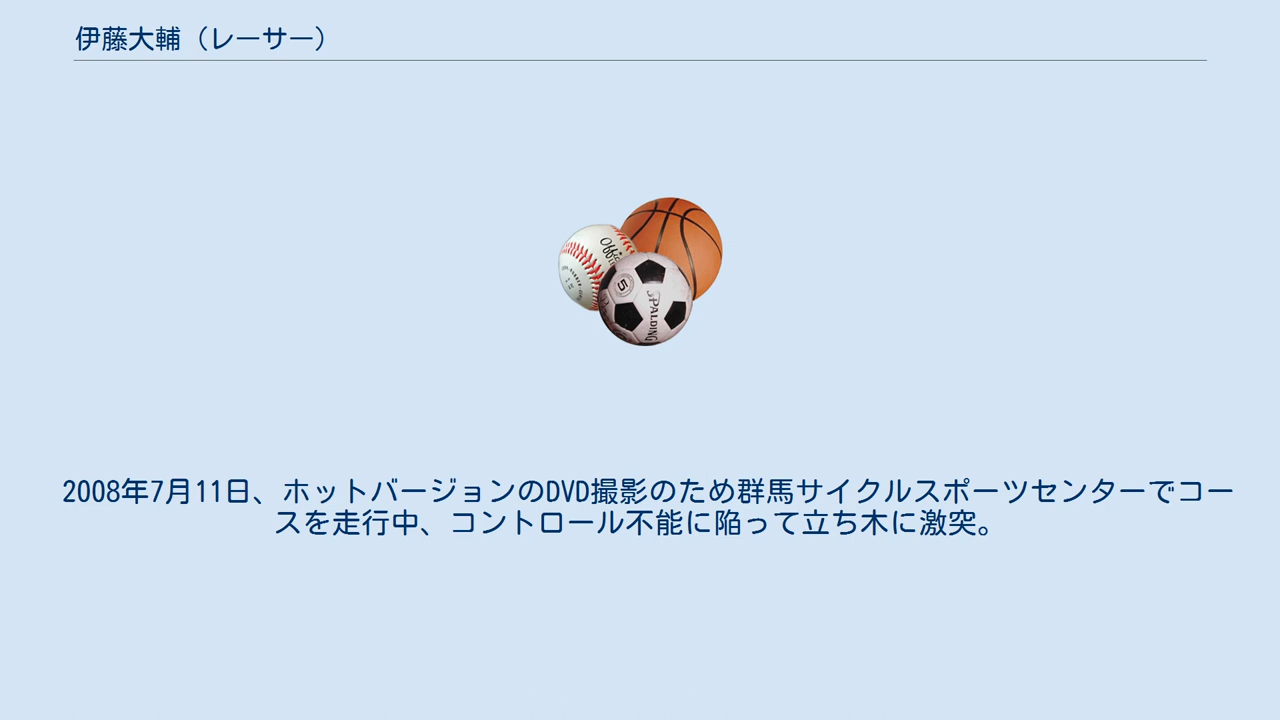 伊藤大輔（レーサー）
Offi
5
SPALDING
2008年7月11日、ホットバージョンのDVD撮影のため群馬サイクルスポーツセンターでコー
スを走行中、コントロール不能に陥って立ち木に激突。